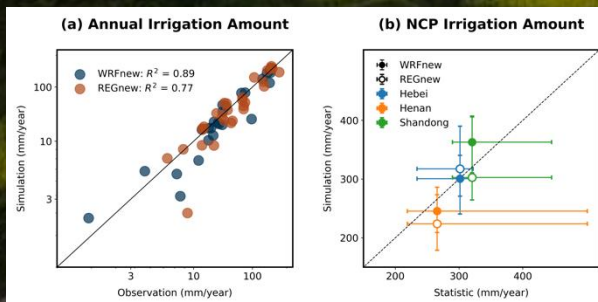 (a) Annual Irrigation Amount
WRFnew: R² = 0.89
REGnew: R² = 0.77
Simulation (mm/year)
100
10
3
3
10
100
Observation (mm/year)
(b) NCP Irrigation Amount
WRFnew
REGnew
Hebei
Henan
Shandong
Simulation (mm/year)
400
300
200
200
300
400
Statistic (mm/year)